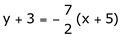 y + 3 = - 7/2 (x + 5)